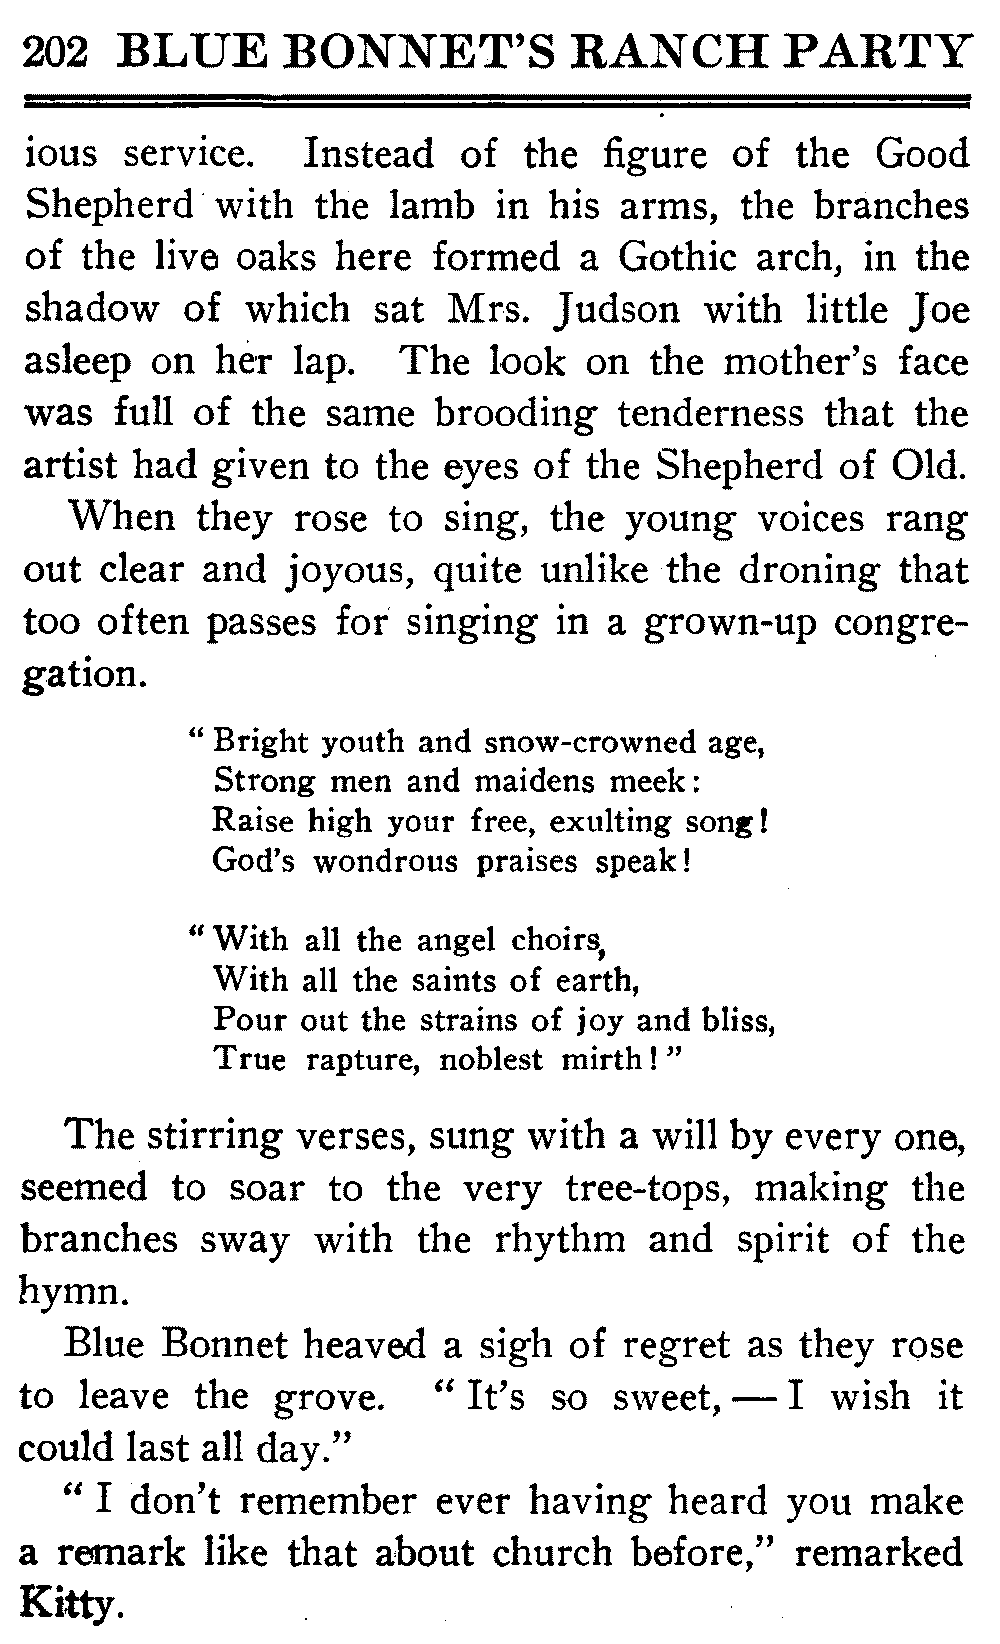 202 BLUE BONNET'S RANCH PARTY
ious service. Instead of the figure of the Good
Shepherd with the lamb in his arms, the branches
of the live oaks here formed a Gothic arch, in the
shadow of which sat Mrs. Judson with little Joe
asleep on her lap. The look on the mother's face
was full of the same brooding tenderness that the
artist had given to the eyes of the Shepherd of Old.
When they rose to sing, the young voices rang
out clear and joyous, quite unlike the droning that
too often passes for singing in a grown-up congre-
gation.
" Bright youth and snow-crowned age,
Strong men and maidens meek:
Raise high your free, exulting song!
God's wondrous praises speak!
" With all the angel choirs,
With all the saints of earth,
Pour out the strains of joy and bliss,
True rapture, noblest mirth! "
The stirring verses, sung with a will by every one,
seemed to soar to the very tree-tops, making the
branches sway with the rhythm and spirit of the
hymn.
Blue Bonnet heaved a sigh of regret as they rose
to leave the grove. " It's so sweet, — I wish it
could last all day."
" I don't remember ever having heard you make
a remark like that about church before," remarked
Kitty.